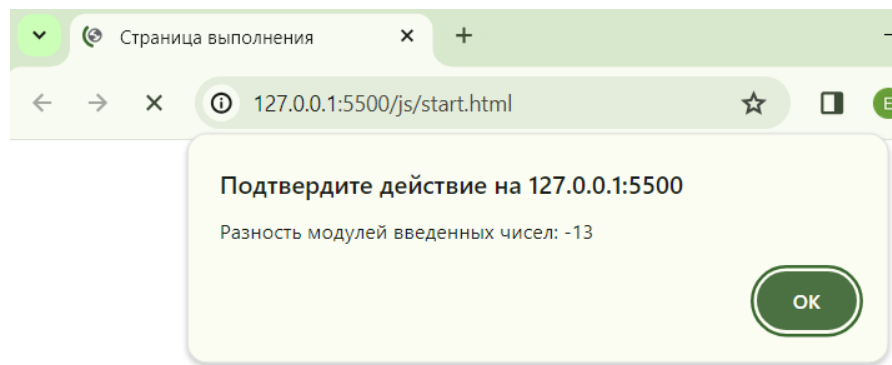 Страница выполнения
127.0.0.1:5500/js/start.html
E
Подтвердите действие на 127.0.0.1:5500
Разность модулей введенных чисел: -13
ОК